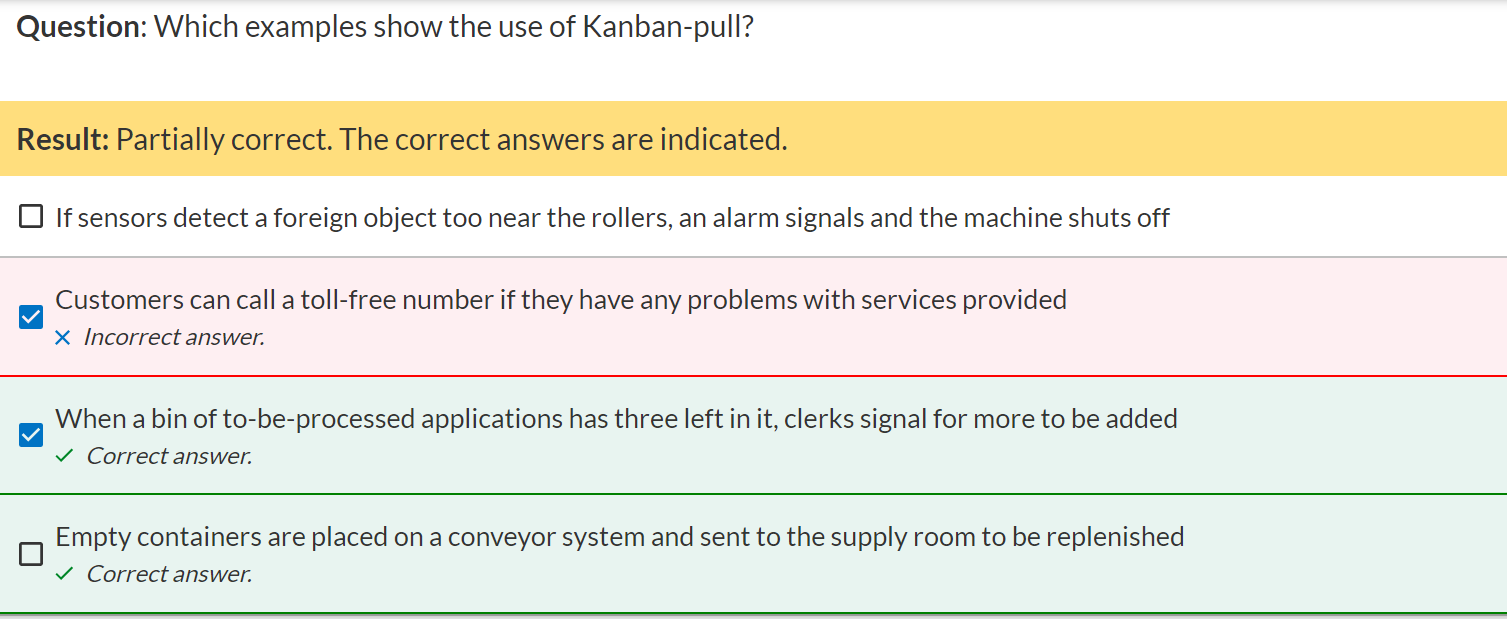 Question: Which examples show the use of Kanban-pull?
Result: Partially correct. The correct answers are indicated.
If sensors detect a foreign object too near the rollers, an alarm signals and the machine shuts off
Customers can call a toll-free number if they have any problems with services provided
Incorrect answer.
When a bin of to-be-processed applications has three left in it, clerks signal for more to be added
Correct answer.
Empty containers are placed on a conveyor system and sent to the supply room to be replenished
Correct answer.